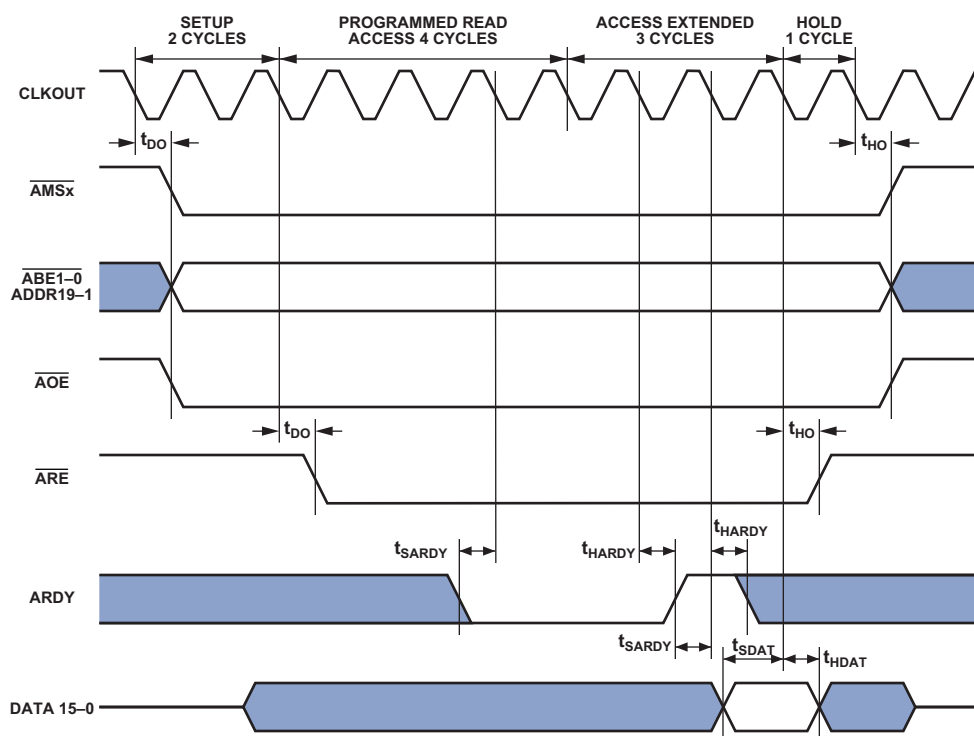 SETUP
2 CYCLES
PROGRAMMED READ
ACCESS 4 CYCLES
ACCESS EXTENDED
3 CYCLES
HOLD
1 CYCLE
CLKOUT
tDO
tHO
AMSx
ABE1–0
ADDR19–1
AOE
tDO
tHO
ARE
tSARDY
tHARDY
tHARDY
ARDY
tSARDY
tSDAT
tHDAT
DATA 15–0